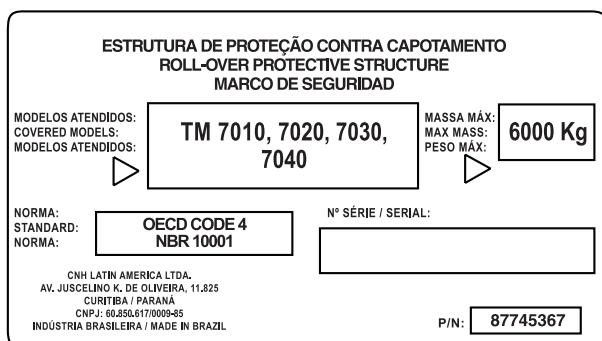 ESTRUTURA DE PROTEÇÃO CONTRA CAPOTAMENTO
ROLL-OVER PROTECTIVE STRUCTURE
MARCO DE SEGURIDAD
MODELOS ATENDIDOS:
COVERED MODELS:
MODELOS ATENDIDOS:
TM 7010, 7020, 7030,
7040
MASSA MÁX:
MAX MASS:
PESO MÁX:
6000 Kg
NORMA:
STANDARD:
NORMA:
OECD CODE 4
NBR 10001
Nº SÉRIE / SERIAL:
CNH LATIN AMERICA LTDA.
AV. JUSCELINO K. DE OLIVEIRA, 11.825
CURITIBA / PARANÁ
CNPJ: 60.850.617/0009-85
INDÚSTRIA BRASILEIRA / MADE IN BRAZIL
P/N: 87745367